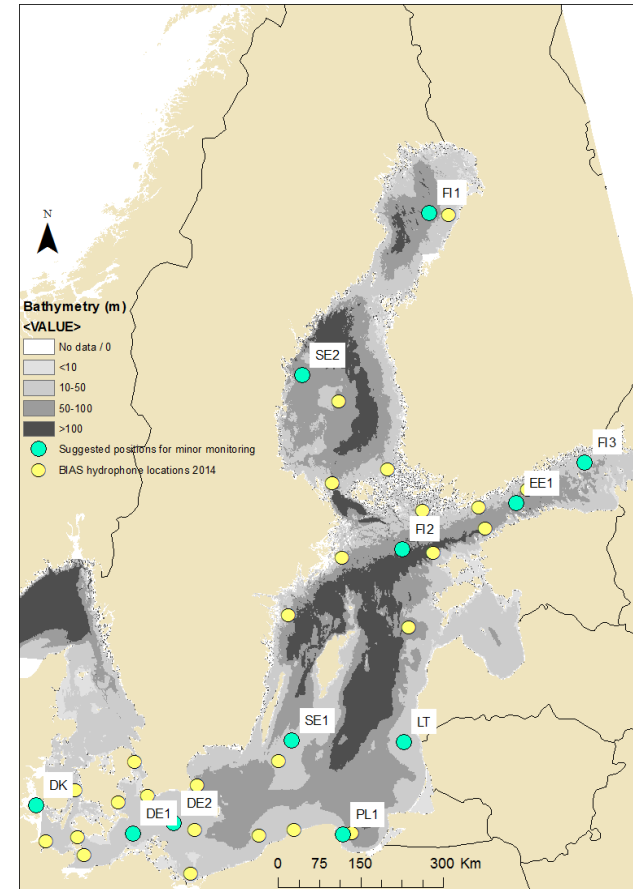 FI1
N
Bathymetry (m)
<VALUE>
No data / 0
<10
10-50
50-100
>100
Suggested positions for minor monitoring
BIAS hydrophone locations 2014
SE2
FI3
EE1
FI2
SE1
LT
DK
DE2
DE1
PL1
0 75 150 300 Km